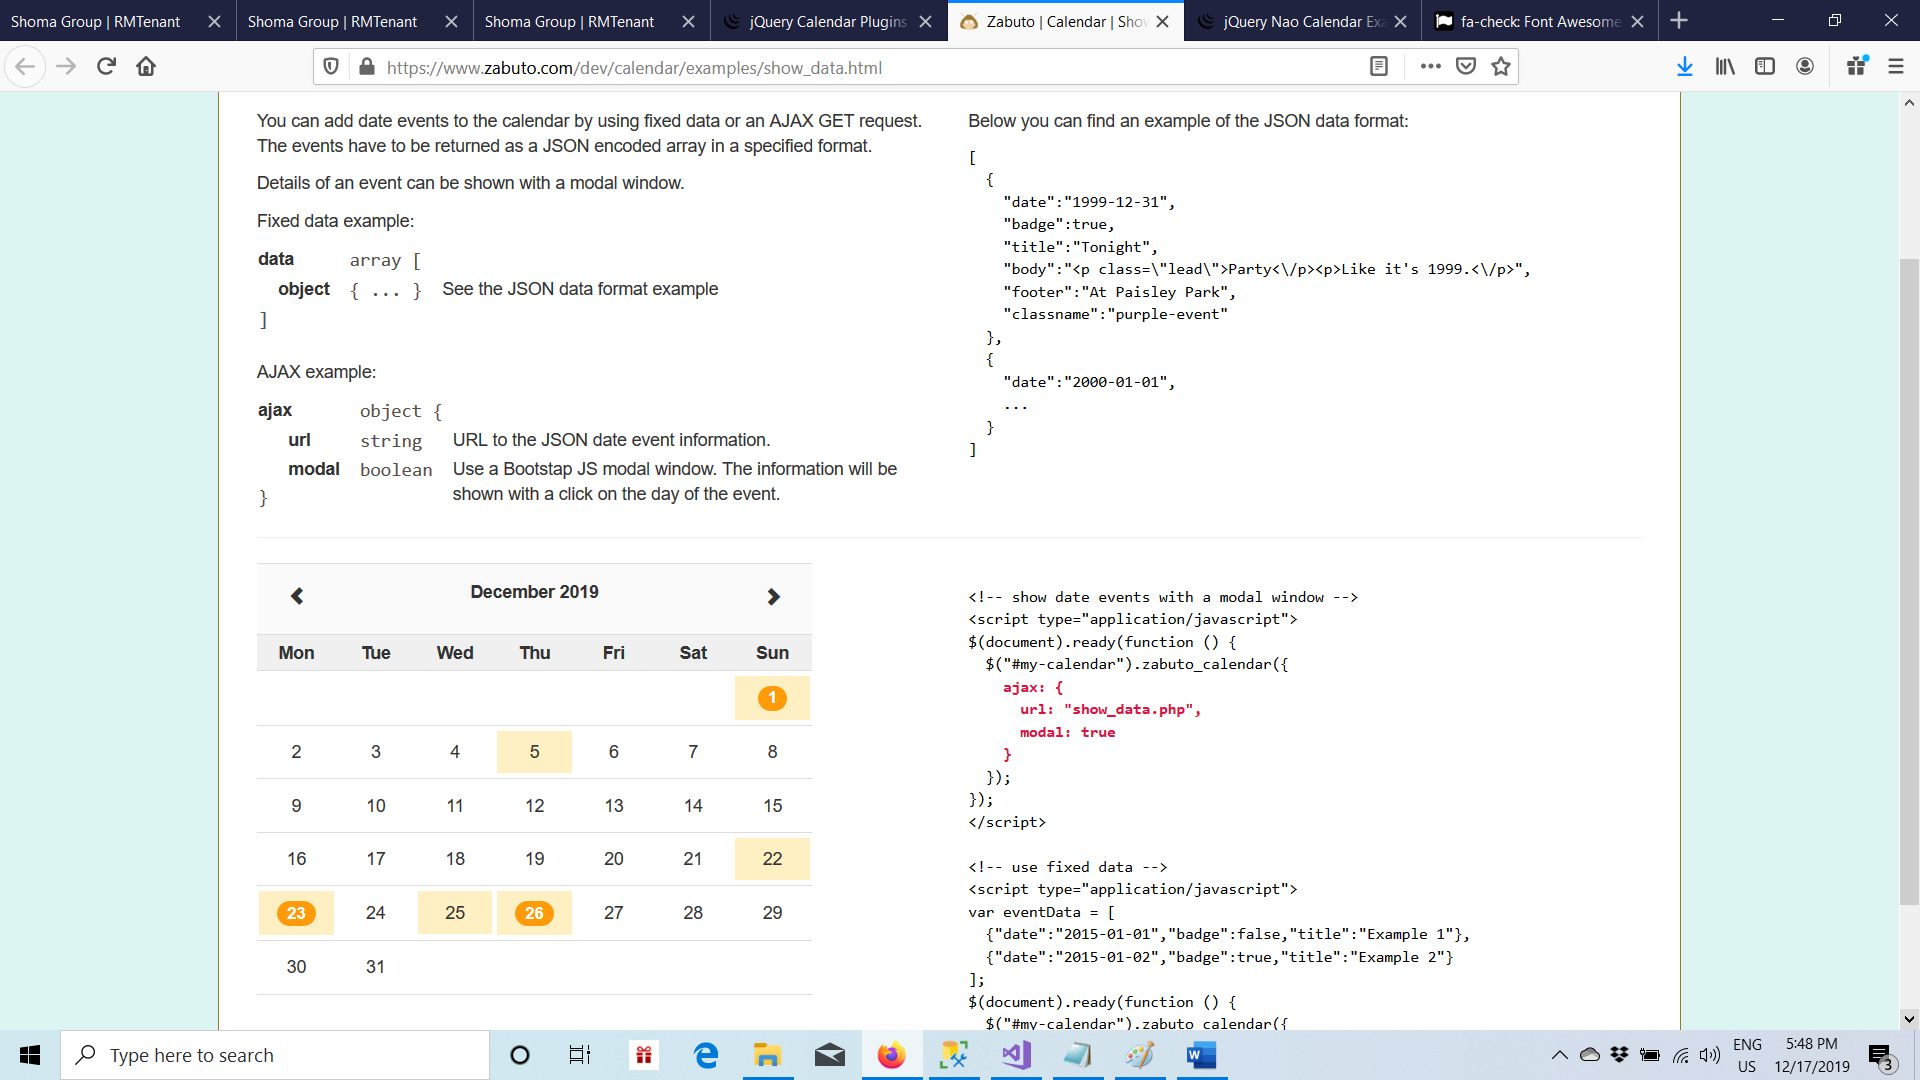 Shoma Group | RMTenant
Shoma Group | RMTenant
Shoma Group | RMTenant
jQuery Calendar Plugins
Zabuto | Calendar | Sho
jQuery Nao Calendar Exa
fa-check: Font Awesome
https://www.zabuto.com/dev/calendar/examples/show_data.html
You can add date events to the calendar by using fixed data or an AJAX GET request.
The events have to be returned as a JSON encoded array in a specified format.
Details of an event can be shown with a modal window.
Fixed data example:
data array [
object { ... } See the JSON data format example
]
AJAX example:
ajax object {
url string URL to the JSON date event information.
modal boolean Use a Bootstap JS modal window. The information will be
shown with a click on the day of the event.
}
Below you can find an example of the JSON data format:
[
{
"date":"1999-12-31",
"badge":true,
"title":"Tonight",
"body":"<p class=\"lead\">Party<\/p><p>Like it's 1999.<\/p>",
"footer":"At Paisley Park",
"classname":"purple-event"
},
{
"date":"2000-01-01",
...
}
]
December 2019
Mon Tue Wed Thu Fri Sat Sun
1
2 3 4 5 6 7 8
9 10 11 12 13 14 15
16 17 18 19 20 21 22
23 24 25 26 27 28 29
30 31
<!-- show date events with a modal window -->
<script type="application/javascript">
$(document).ready(function () {
$("#my-calendar").zabuto_calendar({
ajax: {
url: "show_data.php",
modal: true
}
});
});
</script>
<!-- use fixed data -->
<script type="application/javascript">
var eventData = [
{"date":"2015-01-01","badge":false,"title":"Example 1"},
{"date":"2015-01-02","badge":true,"title":"Example 2"}
];
$(document).ready(function () {
$("#my-calendar").zabuto_calendar({
Type here to search
ENG
US
5:48 PM
12/17/2019
3